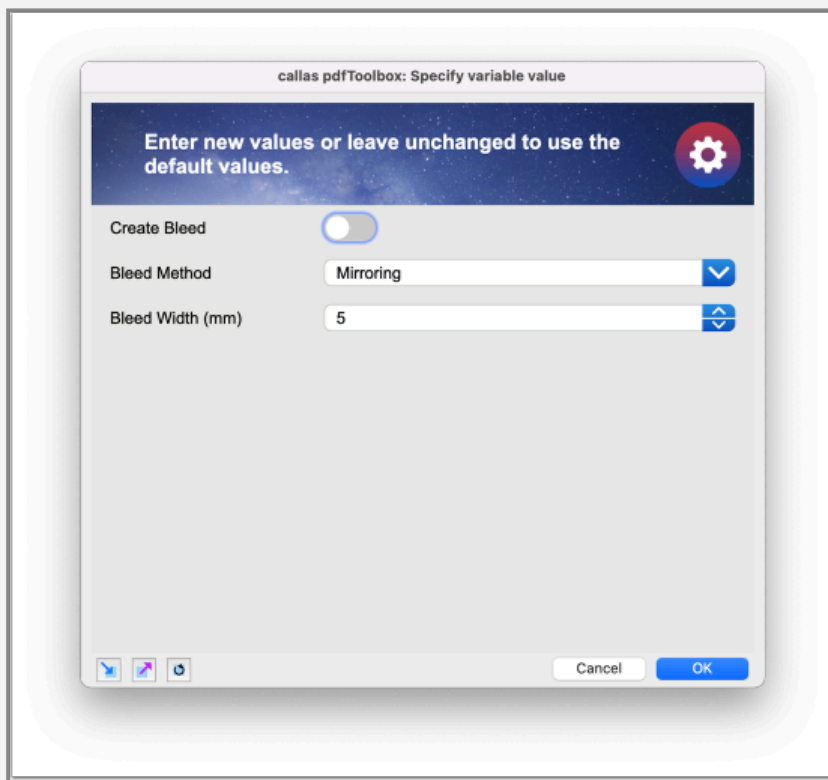 callas pdfToolbox: Specify variable value
Enter new values or leave unchanged to use the
default values.
Create Bleed
Bleed Method
Mirroring
Bleed Width (mm)
5
Cancel
OK